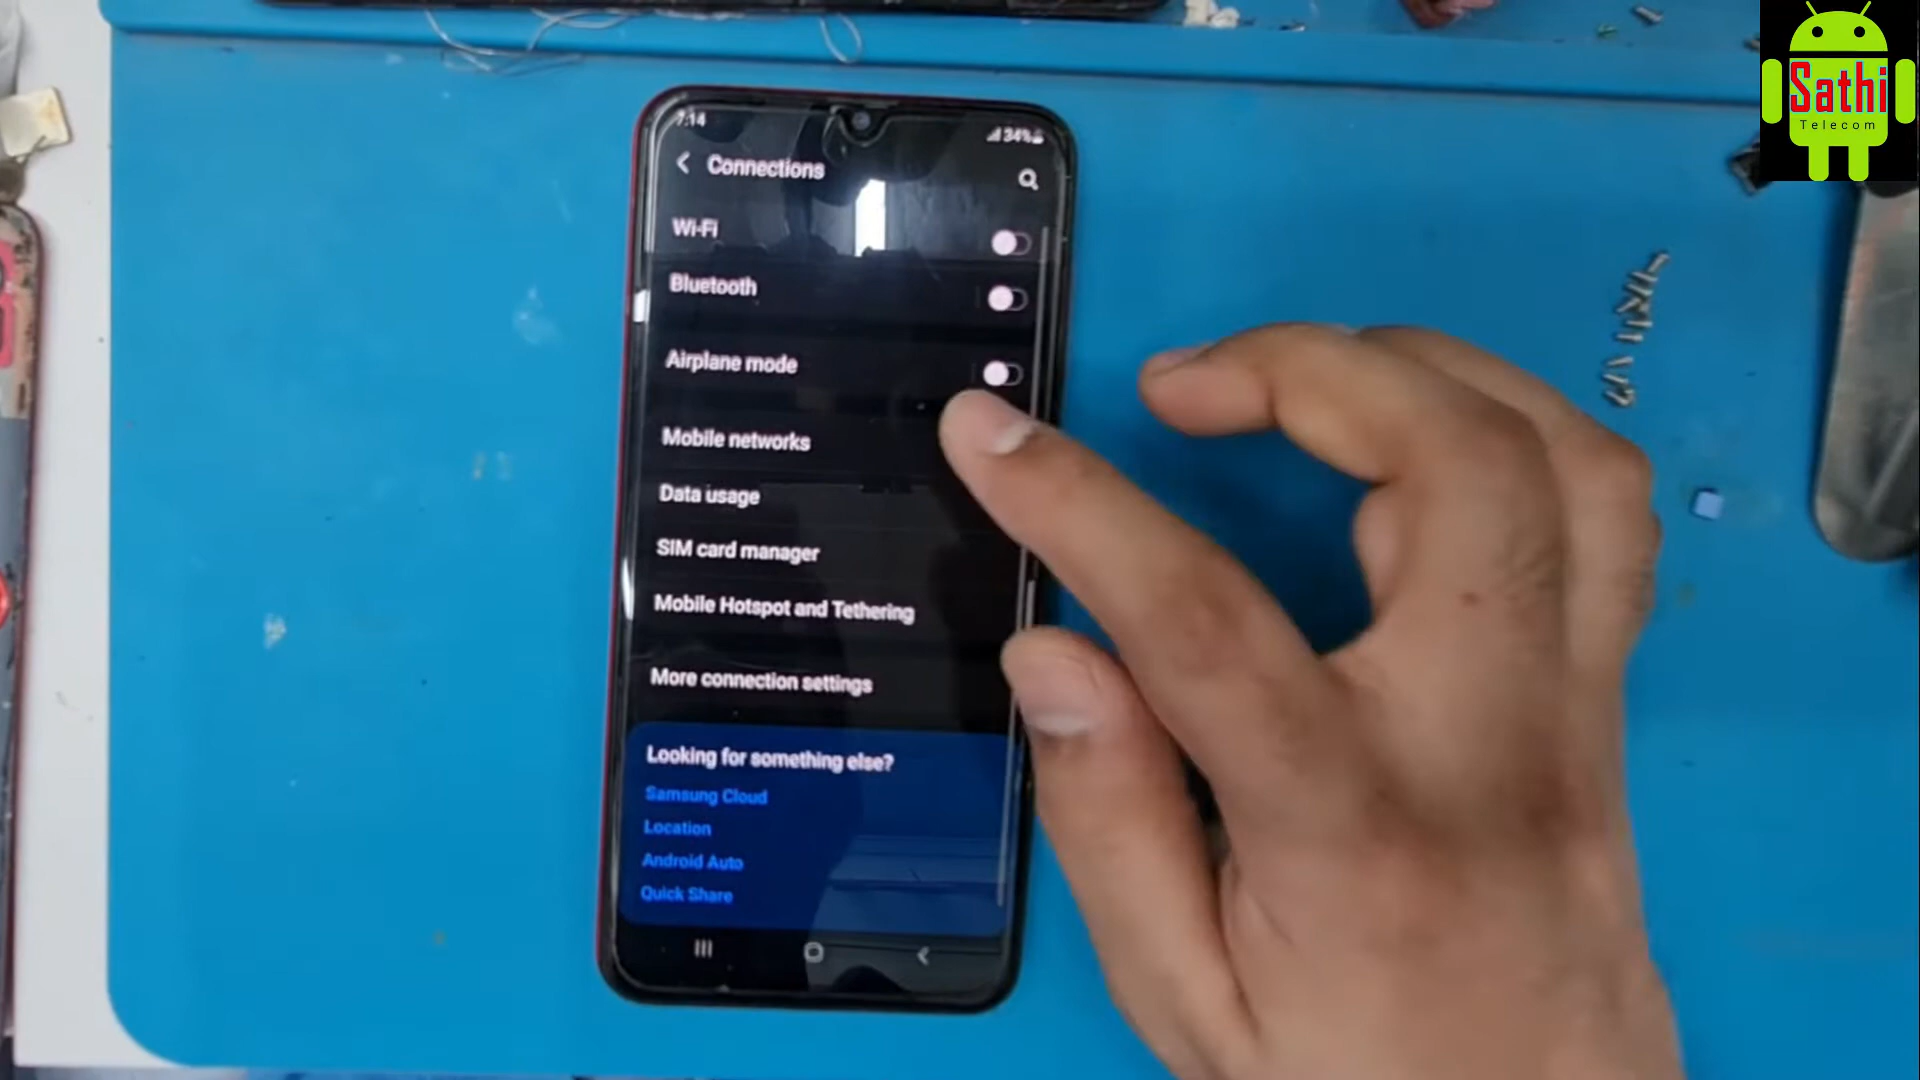 7:14
34%
Connections
Wi-Fi
Bluetooth
Airplane mode
Mobile networks
Data usage
SIM card manager
Mobile Hotspot and Tethering
More connection settings
Looking for something else?
Samsung Cloud
Location
Android Auto
Quick Share
Sathi
Telecom